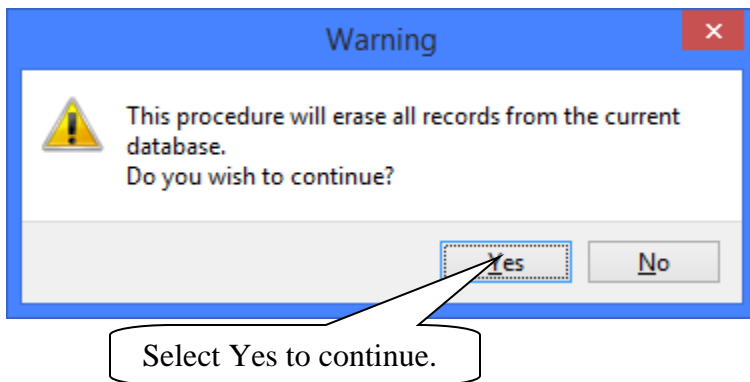 Warning
This procedure will erase all records from the current
database.
Do you wish to continue?
Yes
No
Select Yes to continue.